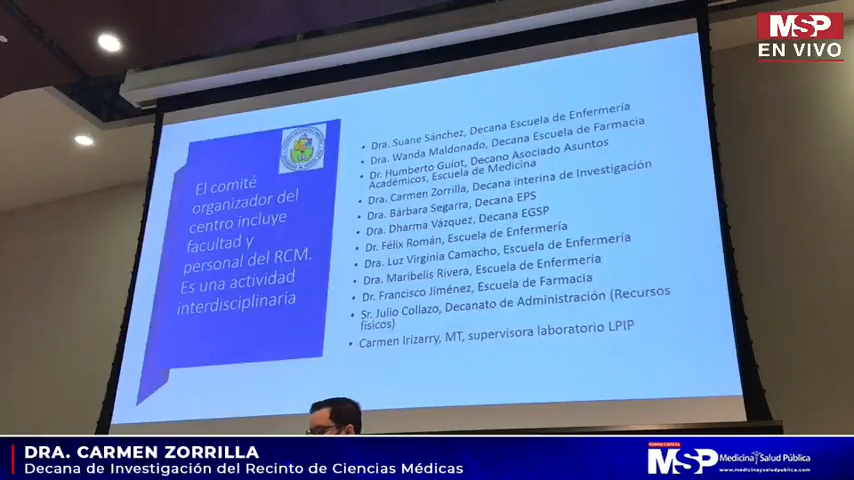 MSP
EN VIVO
El comité
organizador del
centro incluye
facultad y
personal del RCM.
Es una actividad
interdisciplinaria
• Dra. Suane Sánchez, Decana Escuela de Enfermería
• Dra. Wanda Maldonado, Decana Escuela de Farmacia
• Dr. Humberto Guiot, Decano Asociado Asuntos
Académicos, Escuela de Medicina
• Dra. Carmen Zorrilla, Decana interina de Investigación
• Dra. Bárbara Segarra, Decana EPS
• Dra. Dharma Vázquez, Decana EGSP
• Dr. Félix Román, Escuela de Enfermería
• Dra. Luz Virginia Camacho, Escuela de Enfermería
• Dra. Maribelis Rivera, Escuela de Enfermería
• Dr. Francisco Jiménez, Escuela de Farmacia
• Sr. Julio Collazo, Decanato de Administración (Recursos
físicos)
• Carmen Irizarry, MT, supervisora laboratorio LPIP
DRA. CARMEN ZORRILLA
Decana de Investigación del Recinto de Ciencias Médicas
MSP
Medicina y Salud Pública
www.medicinaysaludpublica.com